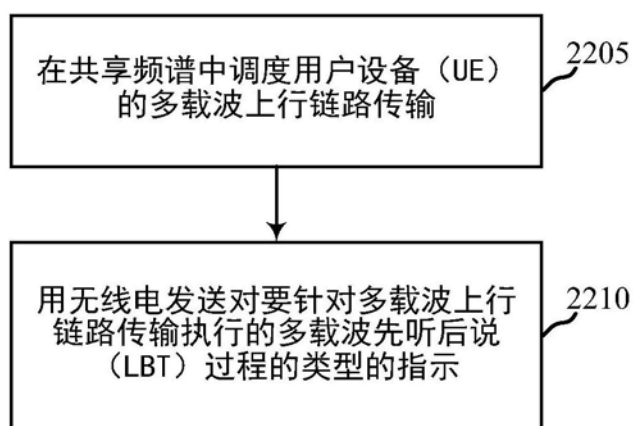 在共享频谱中调度用户设备（UE）
的多载波上行链路传输
2205
用无线电发送对要针对多载波上行
链路传输执行的多载波先听后说
（LBT）过程的类型的指示
2210